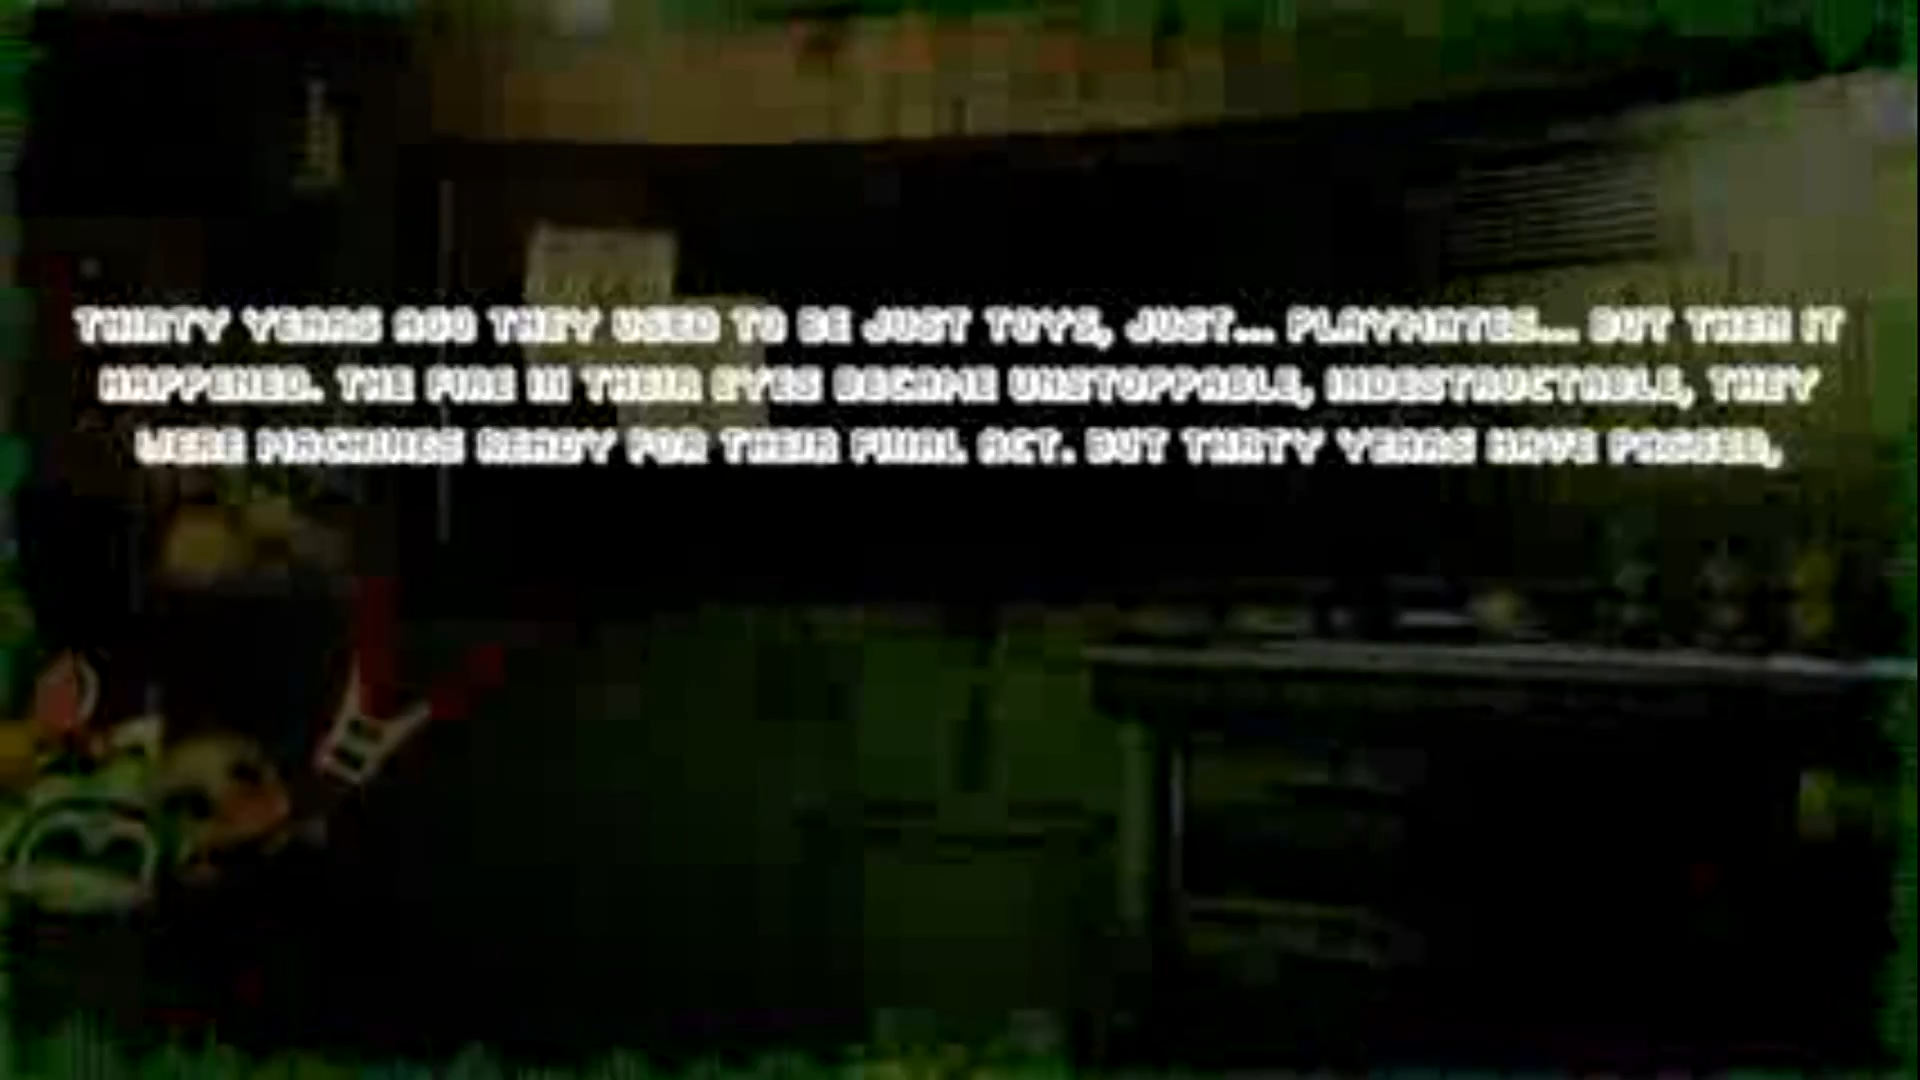 THIRTY YEARS AGO THEY USED TO BE JUST TOYS, JUST... PLAYMATES... BUT THEN IT
HAPPENED. THE FIRE IN THEIR EYES BECAME UNSTOPPABLE, INDESTRUCTABLE, THEY
WERE MACHINES READY FOR THEIR FINAL ACT. BUT THIRTY YEARS HAVE PASSED,